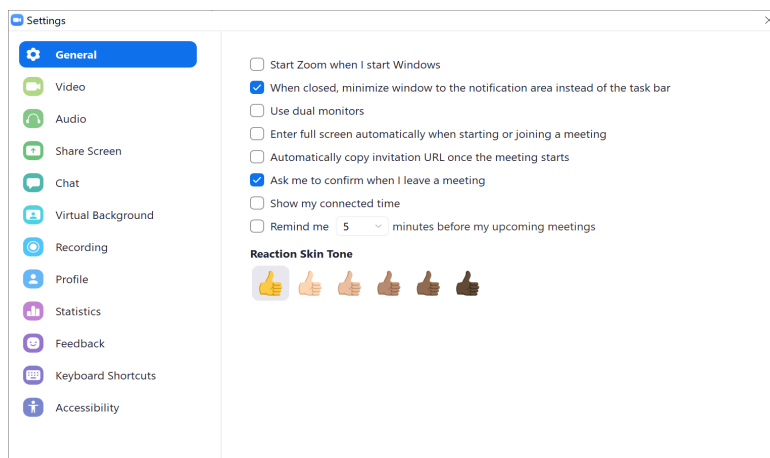 Settings
General
Video
Audio
Share Screen
Chat
Virtual Background
Recording
Profile
Statistics
Feedback
Keyboard Shortcuts
Accessibility
Start Zoom when I start Windows
When closed, minimize window to the notification area instead of the task bar
Use dual monitors
Enter full screen automatically when starting or joining a meeting
Automatically copy invitation URL once the meeting starts
Ask me to confirm when I leave a meeting
Show my connected time
Remind me 5 minutes before my upcoming meetings
Reaction Skin Tone